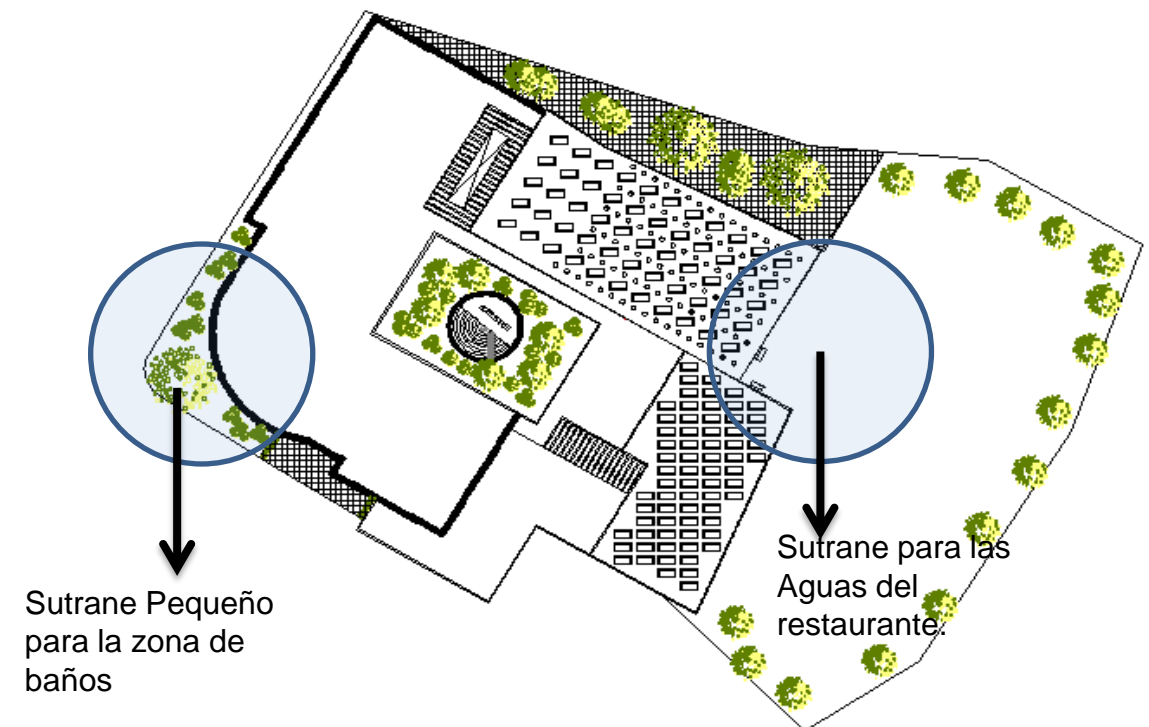 Sutrane para las
Aguas del
restaurante.
Sutrane Pequeño
para la zona de
baños